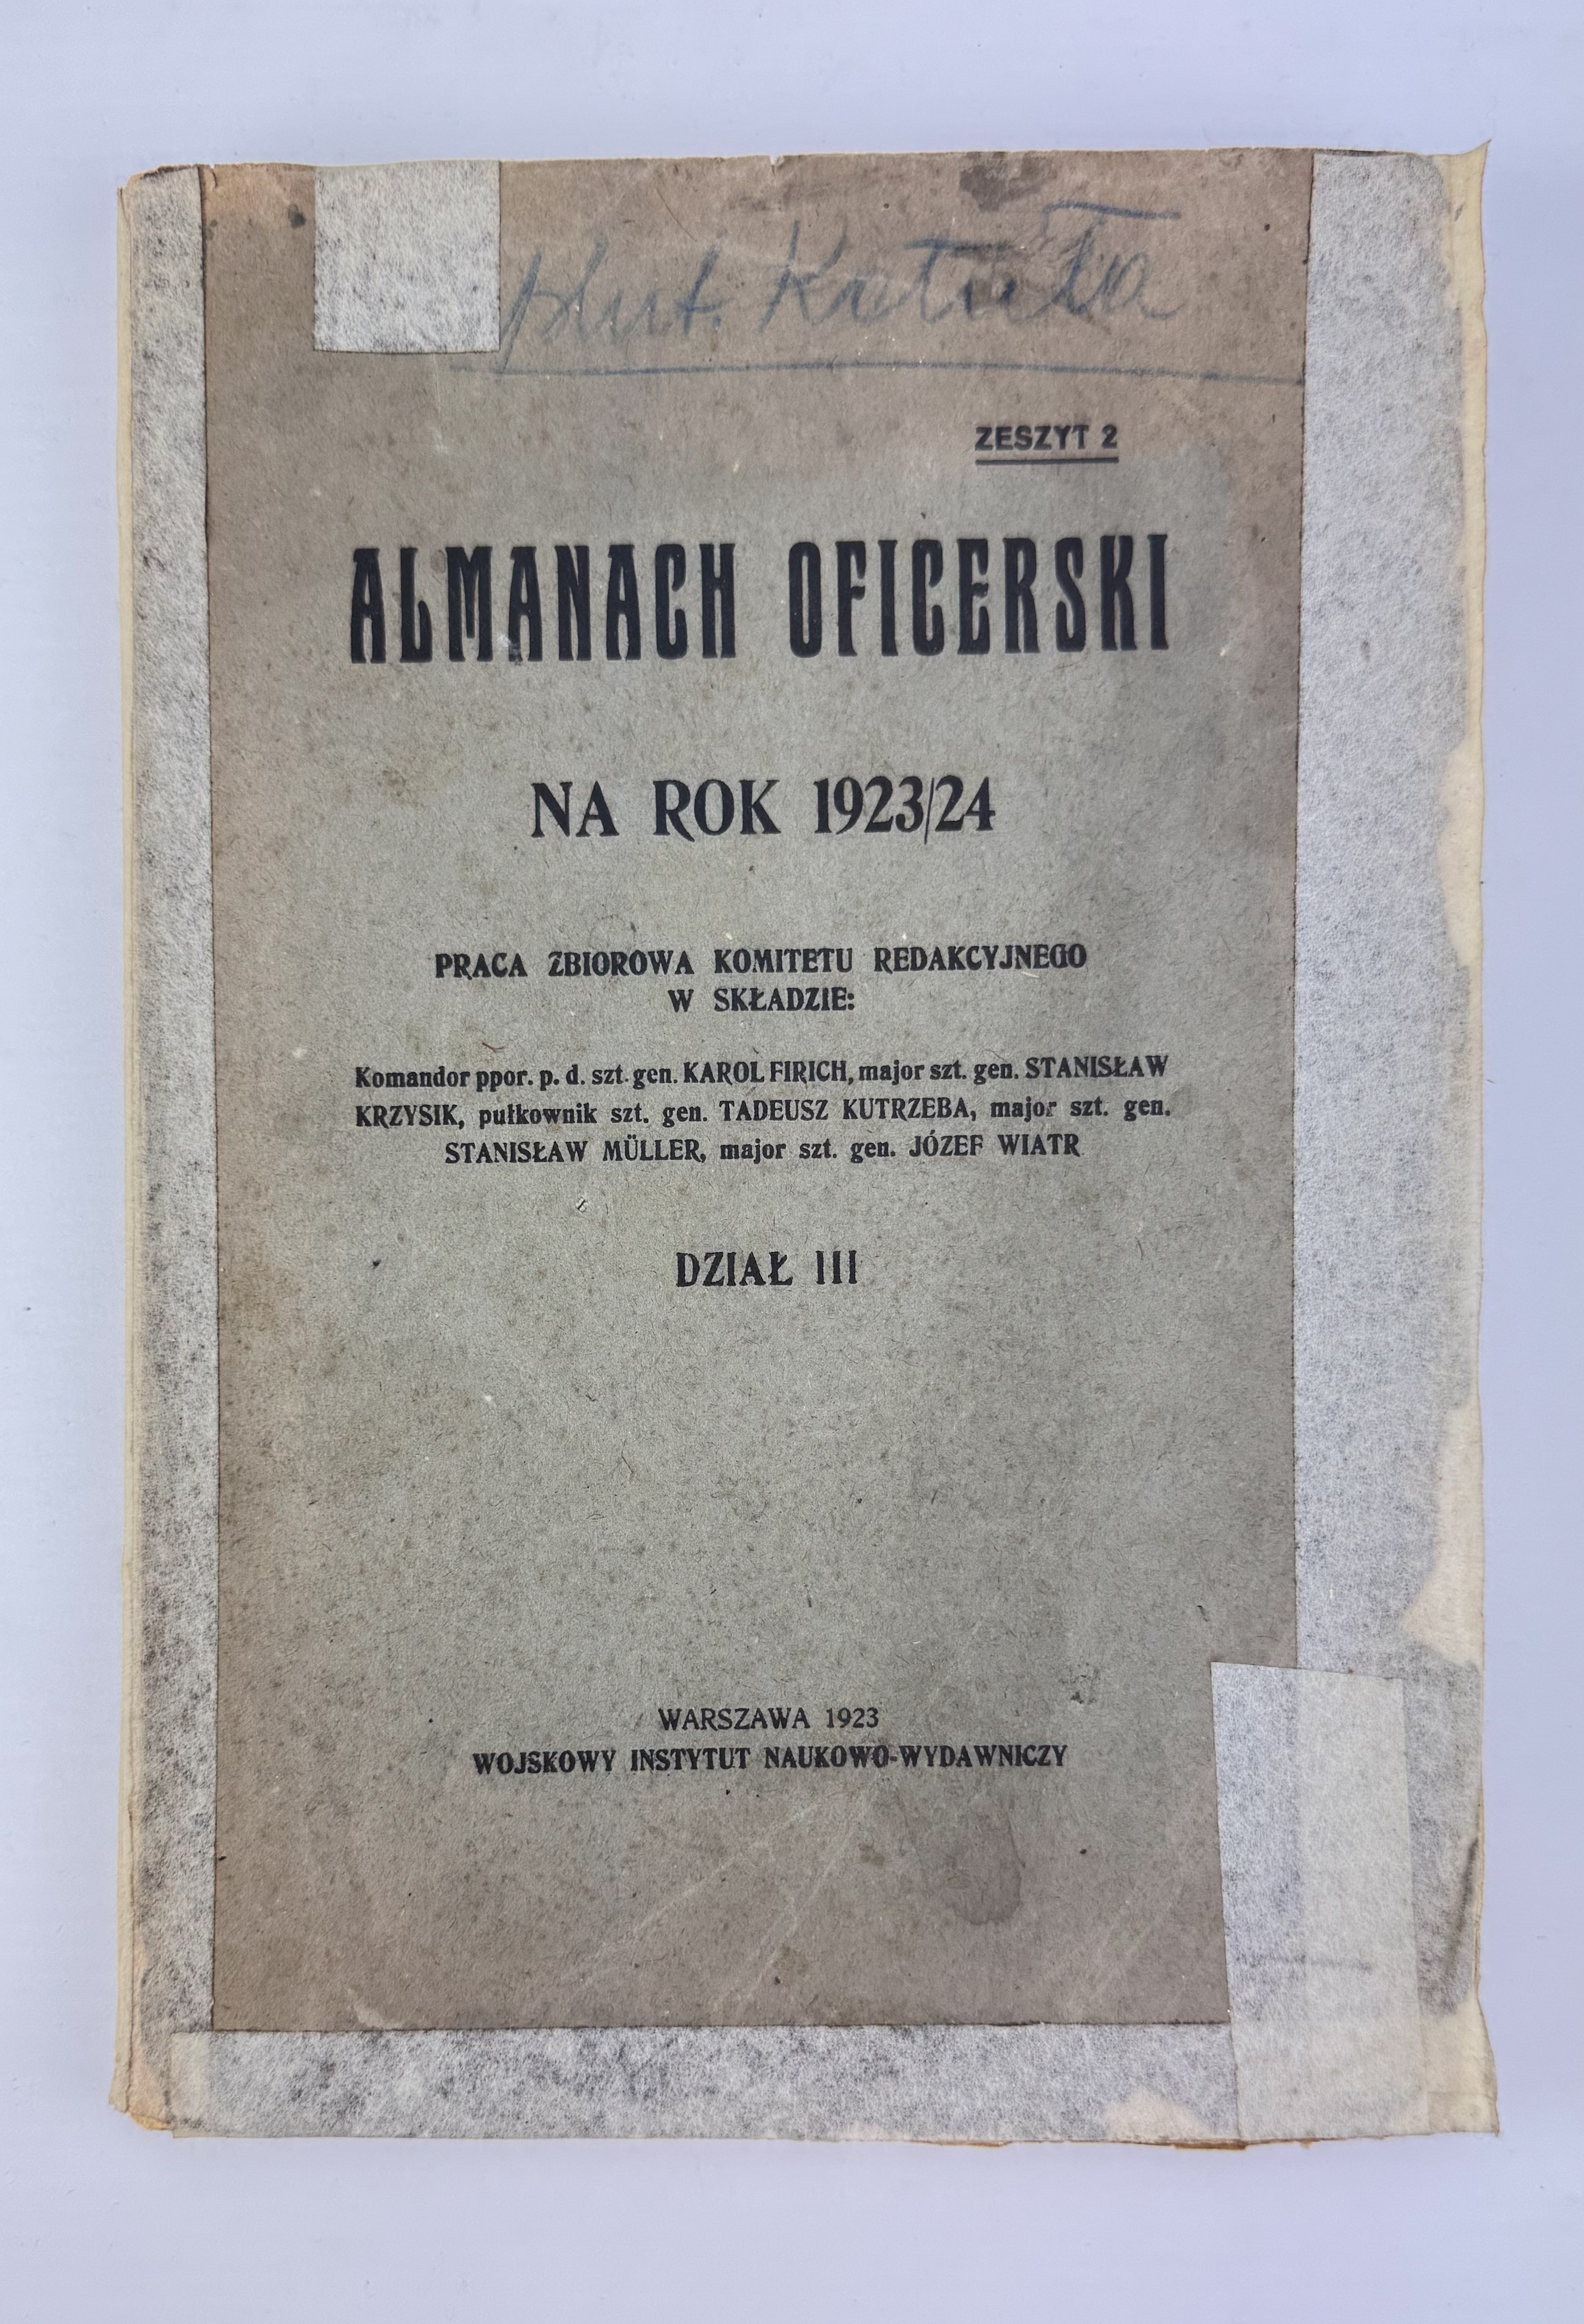 plut. Katuła
ZESZYT 2
ALMANACH OFICERSKI
NA ROK 1923/24
PRACA ZBIOROWA KOMITETU REDAKCYJNEGO
W SKŁADZIE:
Komandor ppor. p. d. szt. gen. KAROL FIRICH, major szt. gen. STANISŁAW
KRZYSIK, pułkownik szt. gen. TADEUSZ KUTRZEBA, major szt. gen.
STANISŁAW MÜLLER, major szt. gen. JÓZEF WIATR
DZIAŁ III
WARSZAWA 1923
WOJSKOWY INSTYTUT NAUKOWO-WYDAWNICZY